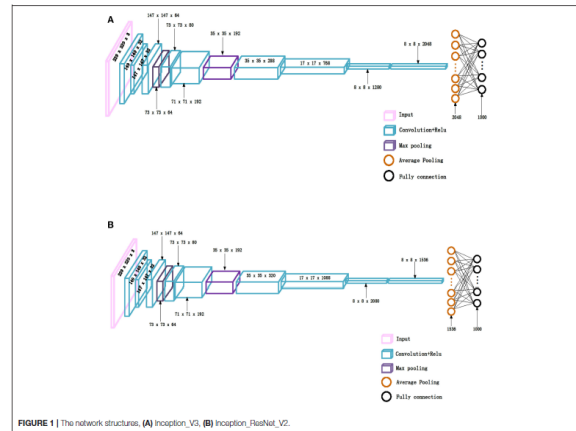 A
147 x 147 x 64
73 x 73 x 80
35 x 35 x 192
8 x 8 x 2048
35 x 35 x 288
17 x 17 x 768
73 x 73 x 64
71 x 71 x 192
8 x 8 x 1280
1000
Input
Convolution+Relu
Max pooling
Average Pooling
Fully connection
B
147 x 147 x 64
73 x 73 x 80
35 x 35 x 192
8 x 8 x 1536
35 x 35 x 320
17 x 17 x 1088
73 x 73 x 64
71 x 71 x 192
8 x 8 x 2080
1536
1000
Input
Convolution+Relu
Max pooling
Average Pooling
Fully connection
FIGURE 1 | The network structures, (A) Inception_V3, (B) Inception_ResNet_V2.